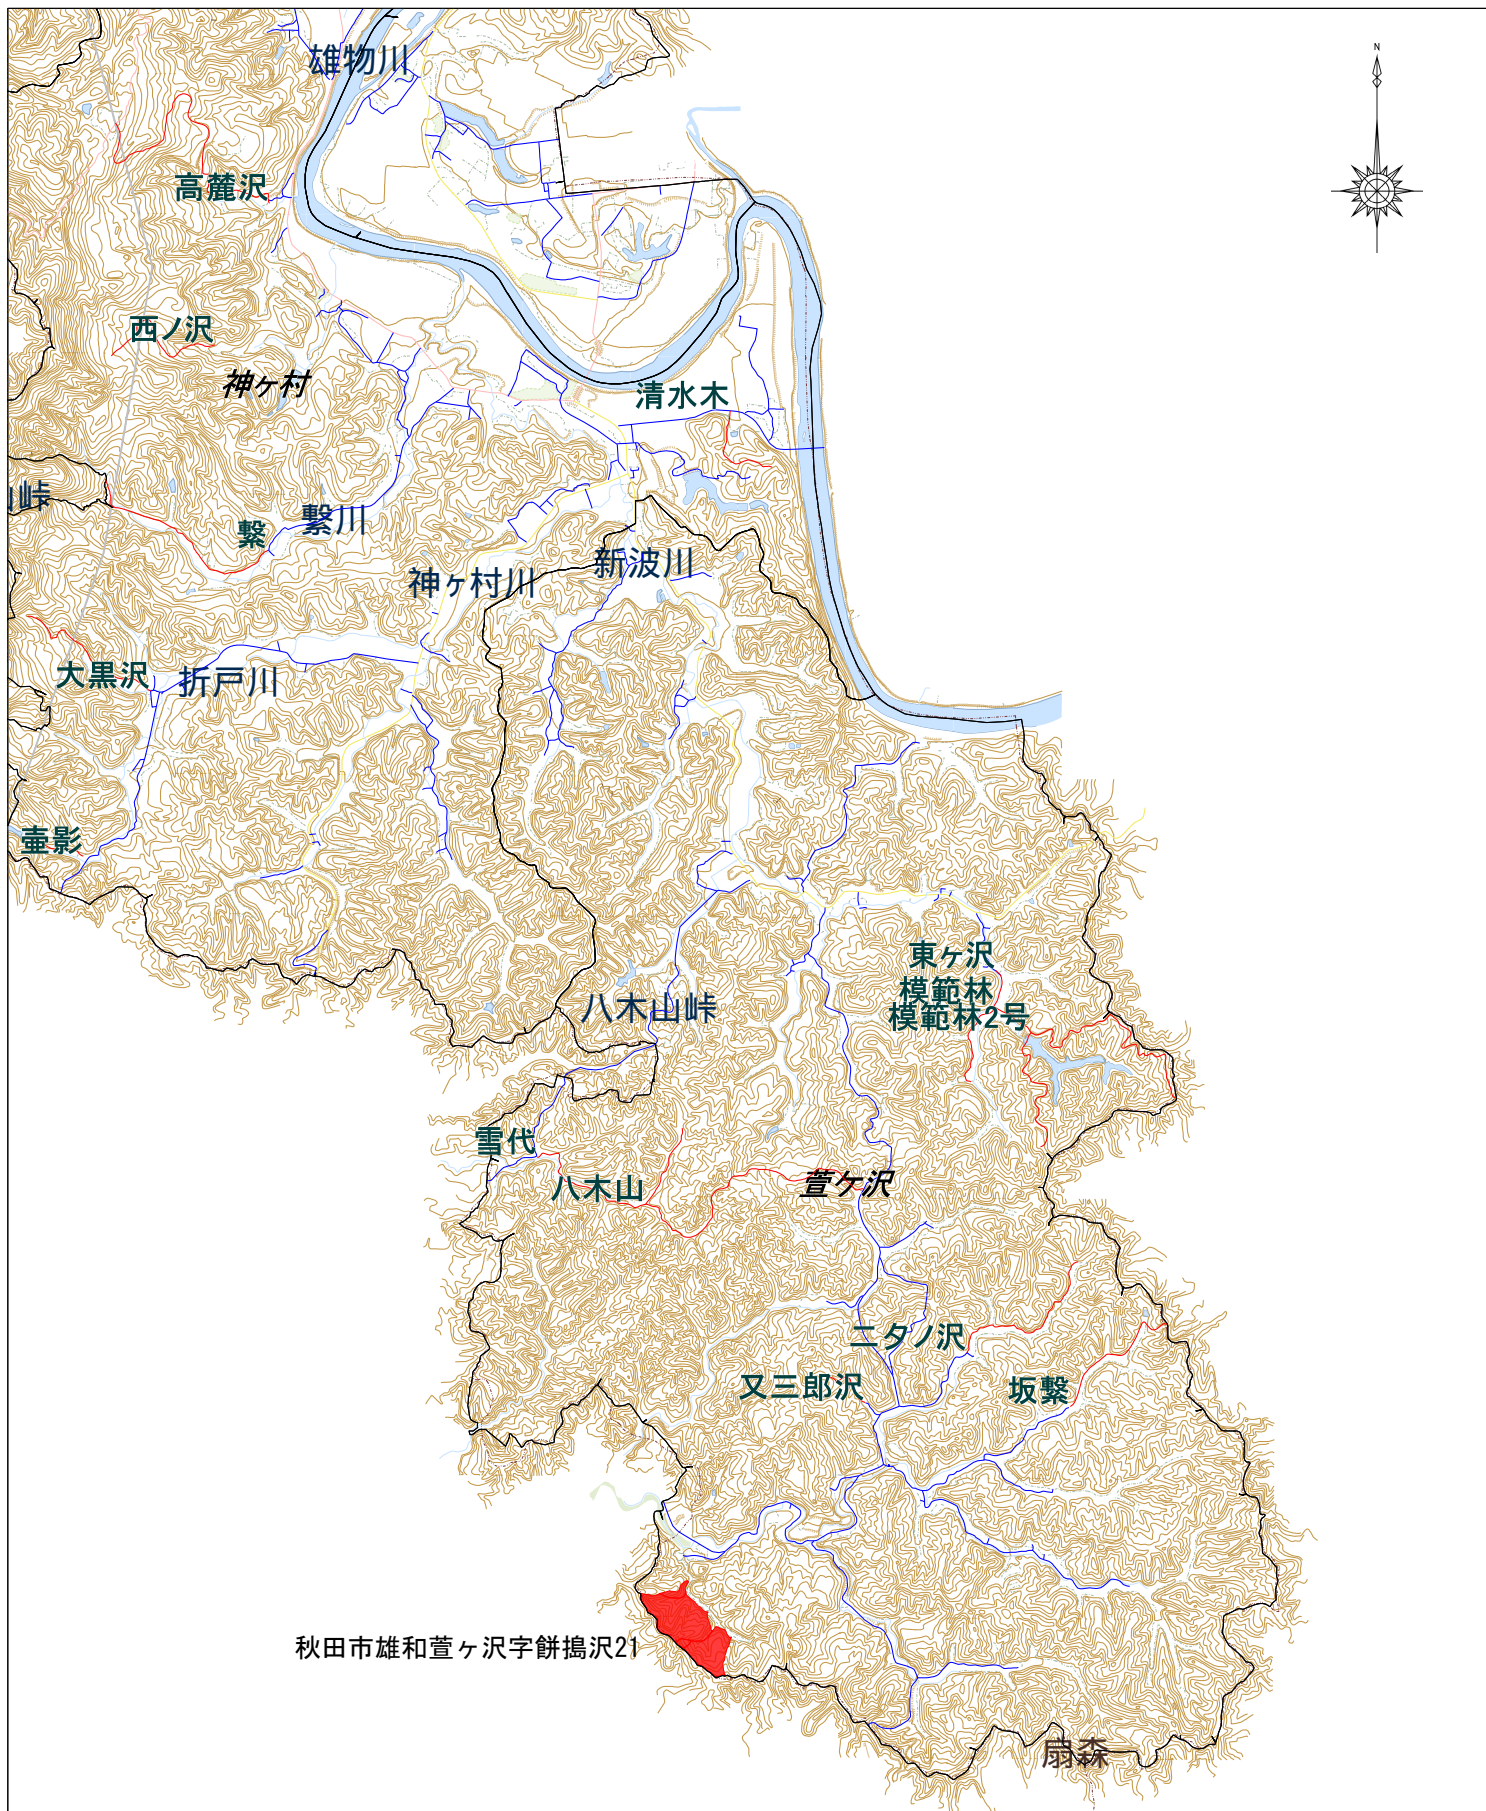 雄物川
N
高麓沢
西ノ沢
神ヶ村
清水木
山峠
繋
繋川
新波川
神ヶ村川
大黒沢
折戸川
壷影
東ヶ沢
模範林
模範林2号
八木山峠
雪代
八木山
萱ケ沢
二タノ沢
又三郎沢
坂繋
秋田市雄和萱ヶ沢字餅搗沢21
扇森